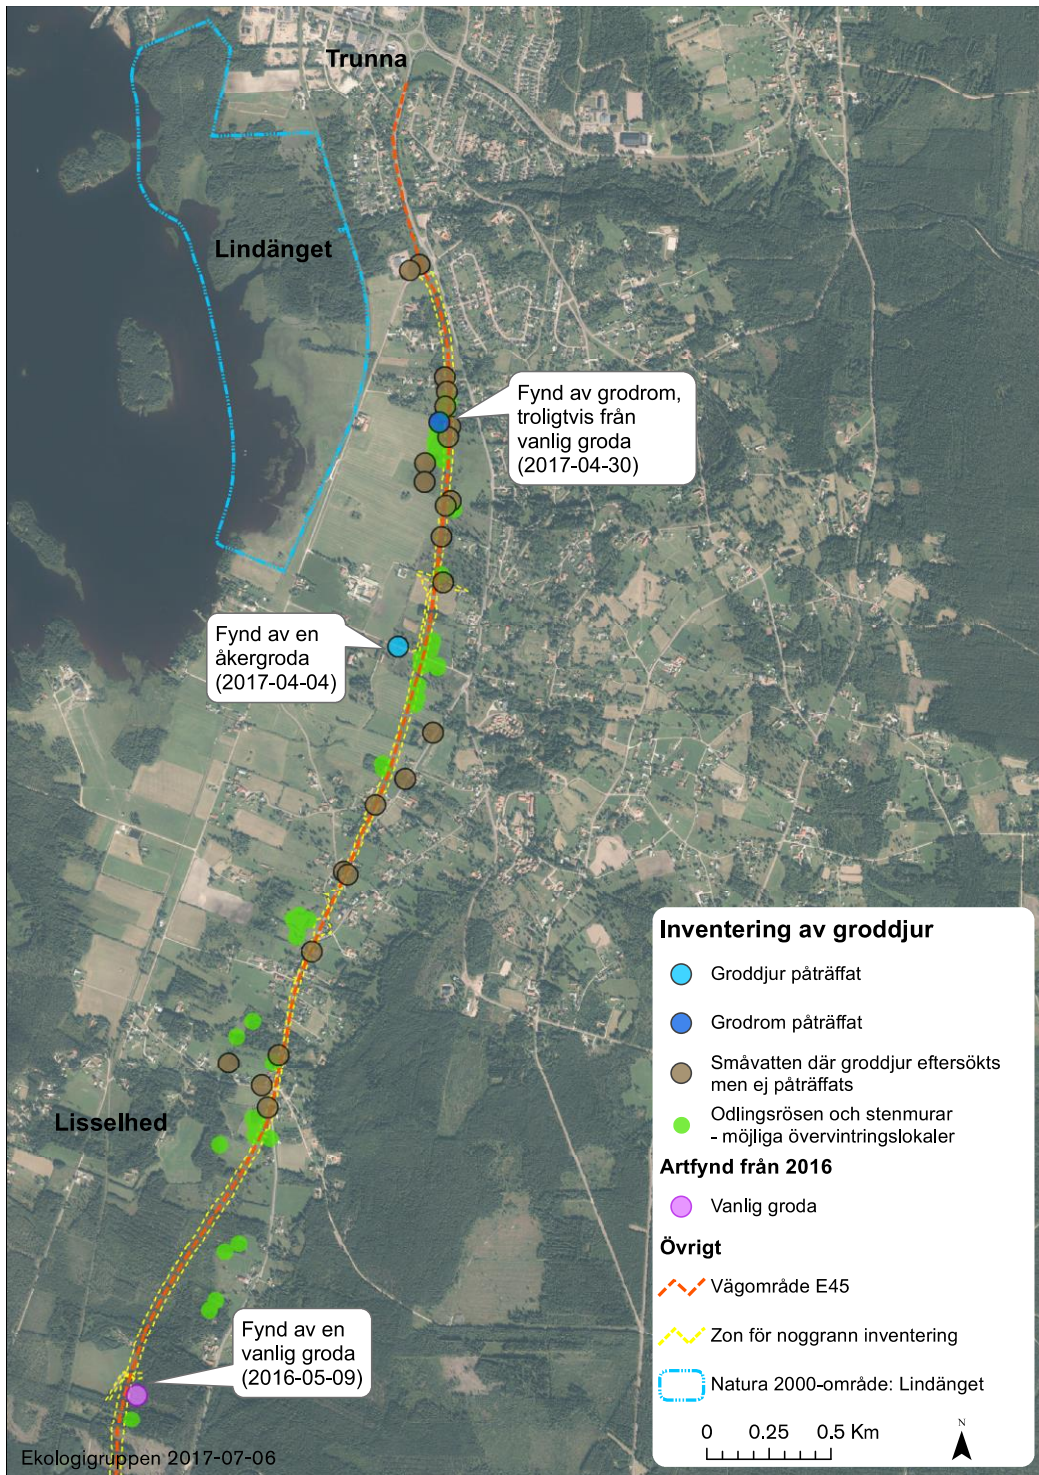 Trunna
Lindänget
Fynd av grodrom,
troligtvis från
vanlig groda
(2017-04-30)
Fynd av en
åkergroda
(2017-04-04)
Lisselhed
Fynd av en
vanlig groda
(2016-05-09)
Ekologigruppen 2017-07-06
Inventering av groddjur
Groddjur påträffat
Grodrom påträffat
Småvatten där groddjur eftersökts
men ej påträffats
Odlingsrösen och stenmurar
- möjliga övervintringslokaler
Artfynd från 2016
Vanlig groda
Övrigt
Vägområde E45
Zon för noggrann inventering
Natura 2000-område: Lindänget
0 0.25 0.5 Km
N